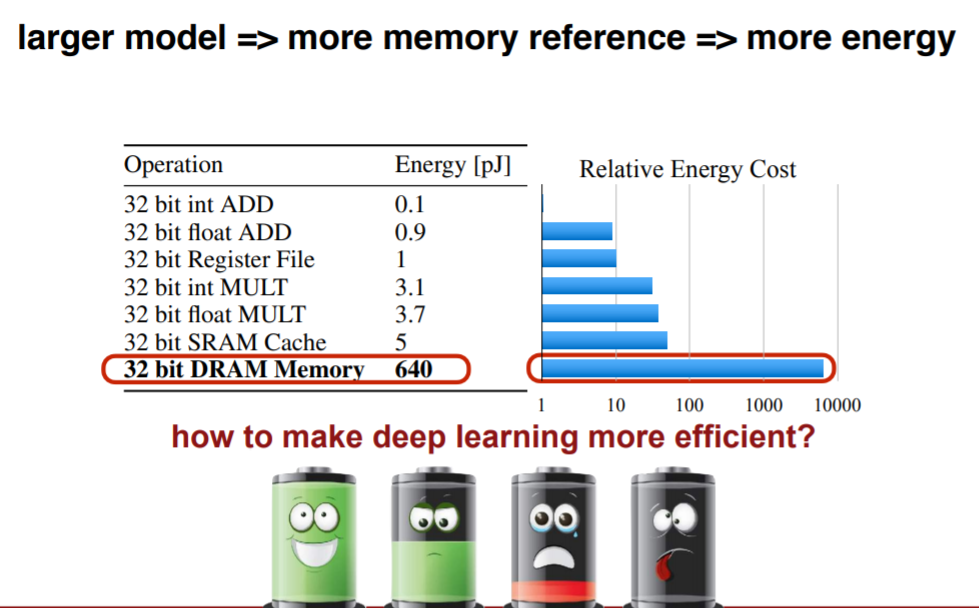 larger model => more memory reference => more energy
Operation Energy [pJ] Relative Energy Cost
32 bit int ADD 0.1
32 bit float ADD 0.9
32 bit Register File 1
32 bit int MULT 3.1
32 bit float MULT 3.7
32 bit SRAM Cache 5
32 bit DRAM Memory 640
1 10 100 1000 10000
how to make deep learning more efficient?